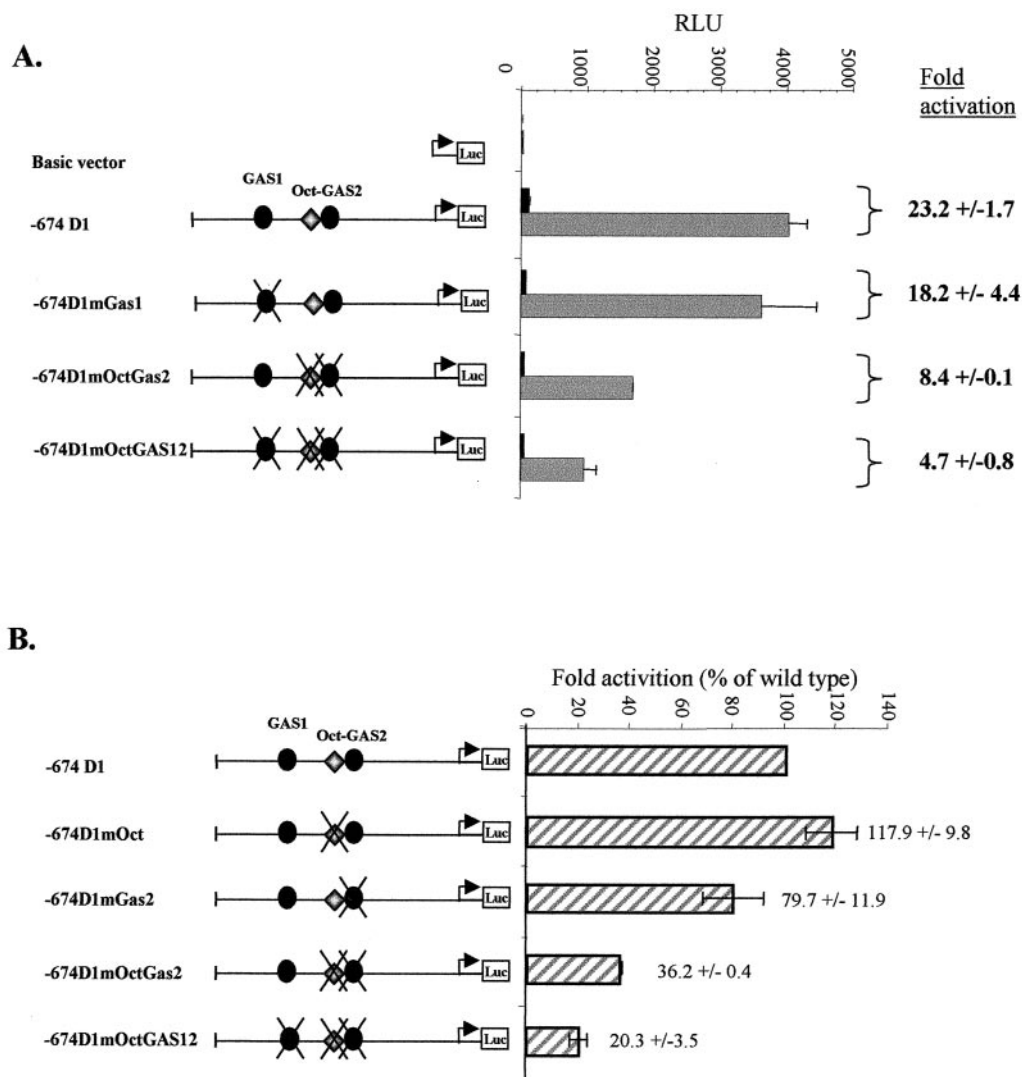 A.
RLU
0 1000 2000 3000 4000 5000
Fold
activation
Basic vector
Luc
GAS1
Oct-GAS2
-674 D1
Luc
23.2 +/-1.7
-674D1mGas1
Luc
18.2 +/- 4.4
-674D1mOctGas2
Luc
8.4 +/-0.1
-674D1mOctGAS12
Luc
4.7 +/-0.8
B.
Fold activition (% of wild type)
0 20 40 60 80 100 120 140
GAS1
Oct-GAS2
-674 D1
Luc
-674D1mOct
Luc
117.9 +/- 9.8
-674D1mGas2
Luc
79.7 +/- 11.9
-674D1mOctGas2
Luc
36.2 +/- 0.4
-674D1mOctGAS12
Luc
20.3 +/-3.5